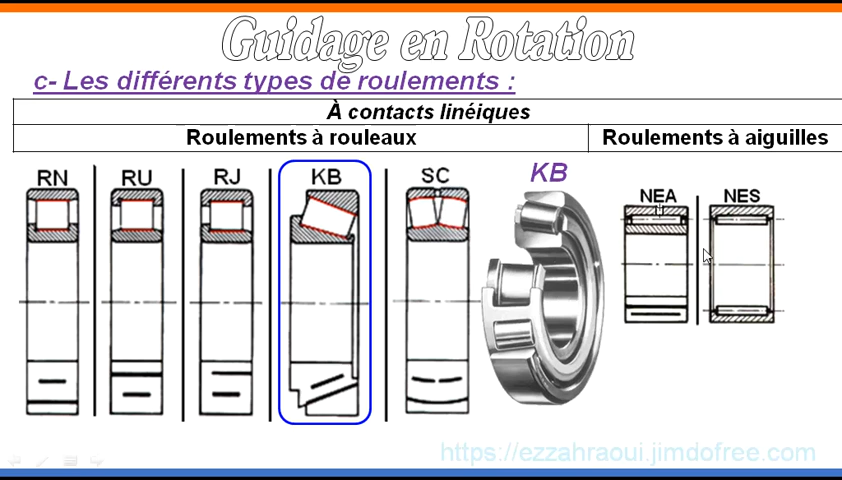 Guidage en Rotation
c- Les différents types de roulements :
À contacts linéiques
Roulements à rouleaux
Roulements à aiguilles
RN
RU
RJ
KB
SC
KB
NEA
NES
https://ezzahraoui.jimdofree.com